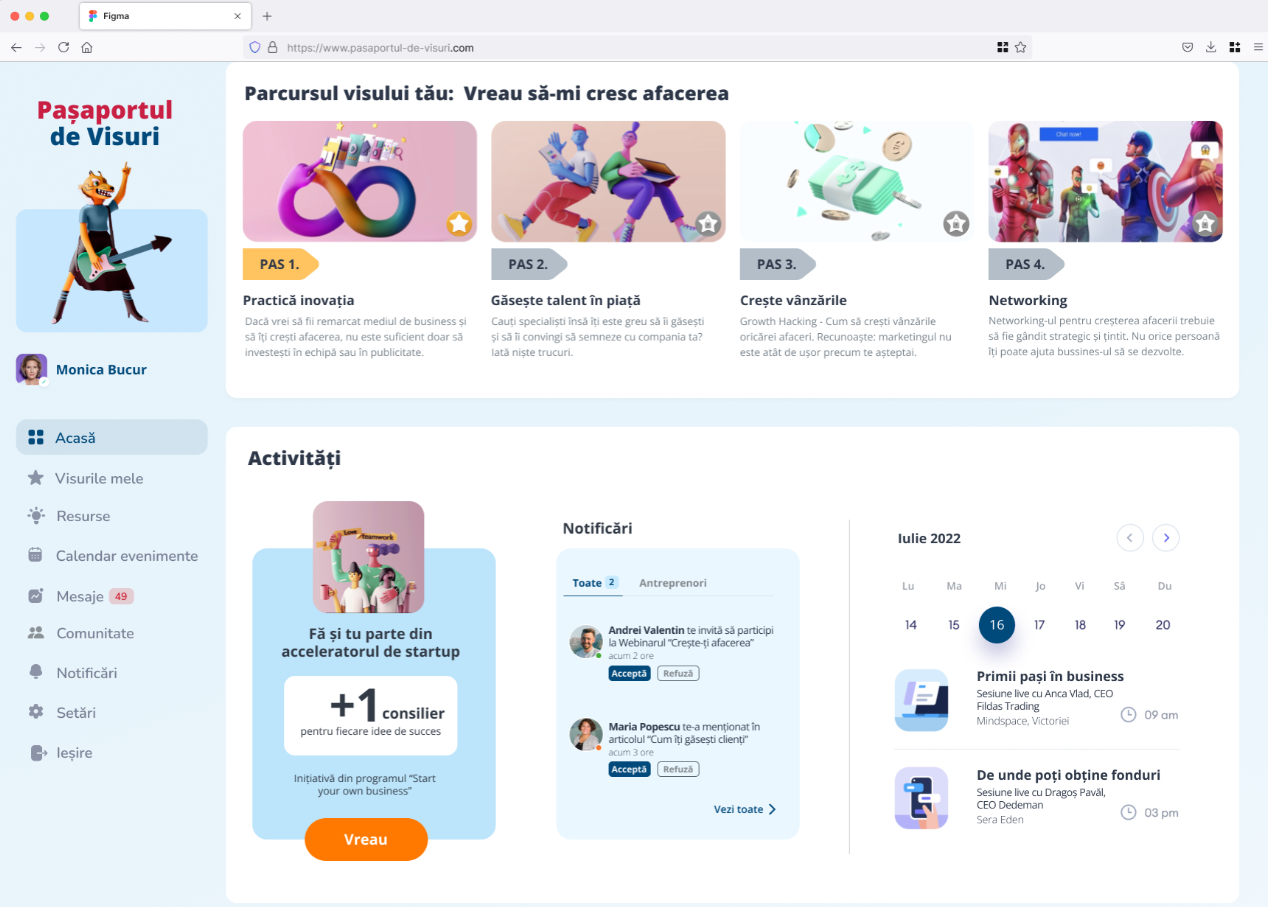 Figma
https://www.pasaportul-de-visuri.com
Pașaportul
de Visuri
Monica Bucur
Acasă
Visurile mele
Resurse
Calendar evenimente
Mesaje 49
Comunitate
Notificări
Setări
Ieșire
Parcursul visului tău: Vreau să-mi cresc afacerea
Chat now!
PAS 1.
Practică inovația
Dacă vrei să fii remarcat mediul de business și
să îți crești afacerea, nu este suficient doar să
investești în echipă sau în publicitate.
PAS 2.
Găsește talent în piață
Cauți specialiști însă îți este greu să îi găsești
și să îi convingi să semneze cu compania ta?
Iată niște trucuri.
PAS 3.
Crește vânzările
Growth Hacking - Cum să crești vânzările
oricărei afaceri. Recunoaște: marketingul nu
este atât de ușor precum te așteptai.
PAS 4.
Networking
Networking-ul pentru creșterea afacerii trebuie
să fie gândit strategic și țintit. Nu orice persoană
îți poate ajuta bussines-ul să se dezvolte.
Activități
Love Teamwork
Fă și tu parte din
acceleratorul de startup
+1 consilier
pentru fiecare idee de succes
Inițiativă din programul “Start
your own business”
Vreau
Notificări
Toate 2 Antreprenori
Andrei Valentin te invită să participi
la Webinarul “Crește-ți afacerea”
acum 2 ore
Acceptă Refuză
Maria Popescu te-a menționat în
articolul “Cum îți găsești clienți”
acum 3 ore
Acceptă Refuză
Vezi toate
Iulie 2022
Lu Ma Mi Jo Vi Sâ Du
14 15 16 17 18 19 20
Primii pași în business
Sesiune live cu Anca Vlad, CEO
Fildas Trading
Mindspace, Victoriei
09 am
De unde poți obține fonduri
Sesiune live cu Dragoș Pavăl,
CEO Dedeman
Sera Eden
03 pm